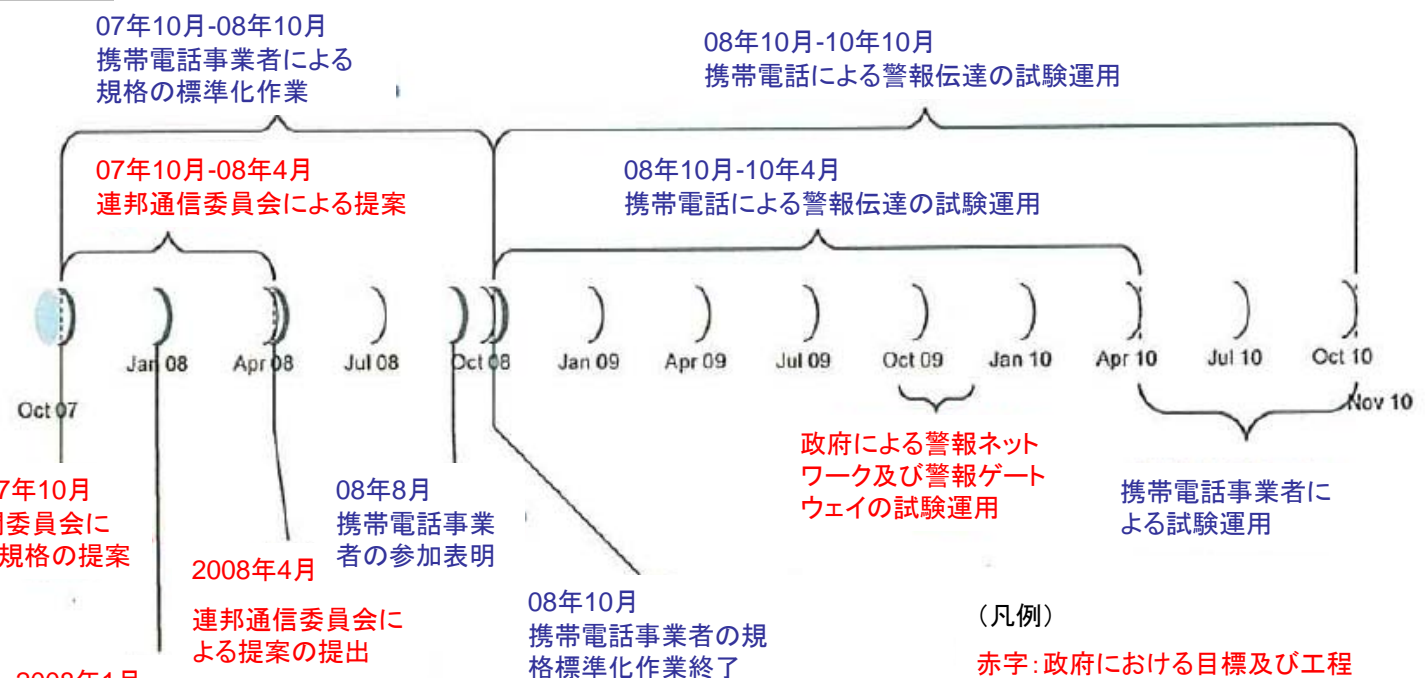 07年10月-08年10月
携帯電話事業者による
規格の標準化作業
08年10月-10年10月
携帯電話による警報伝達の試験運用
07年10月-08年4月
連邦通信委員会による提案
08年10月-10年4月
携帯電話による警報伝達の試験運用
Oct 07
Jan 08
Apr 08
Jul 08
Oct 08
Jan 09
Apr 09
Jul 09
Oct 09
Jan 10
Apr 10
Jul 10
Oct 10
Nov 10
7年10月
委員会に
規格の提案
2008年4月
連邦通信委員会に
よる提案の提出
08年8月
携帯電話事業
者の参加表明
08年10月
携帯電話事業者の規
格標準化作業終了
政府による警報ネット
ワーク及び警報ゲート
ウェイの試験運用
携帯電話事業者に
よる試験運用
（凡例）
赤字：政府における目標及び工程
2008年1月